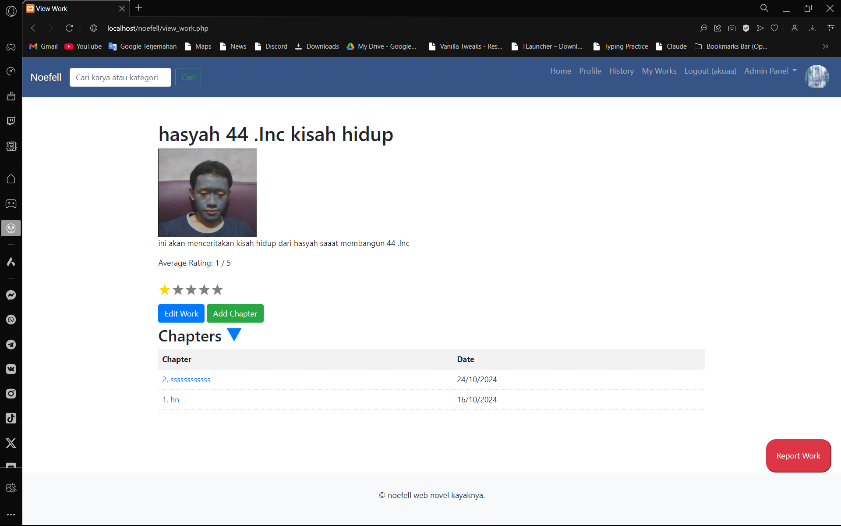 View Work
localhost/noefell/view_work.php
Gmail YouTube Google Terjemahan Maps News Discord Downloads My Drive - Google... Vanilla Tweaks - Res... TLauncher – Downl... Typing Practice Claude Bookmarks Bar (Op...
Noefell Cari karya atau kategori Cari Home Profile History My Works Logout (akuaa) Admin Panel
hasyah 44 .Inc kisah hidup
ini akan menceritakan kisah hidup dari hasyah saaat membangun 44 .Inc
Average Rating: 1 / 5
Edit Work Add Chapter
Chapters
Chapter Date
2. ssssssssssss 24/10/2024
1. hn 16/10/2024
Report Work
© noefell web novel kayaknya.